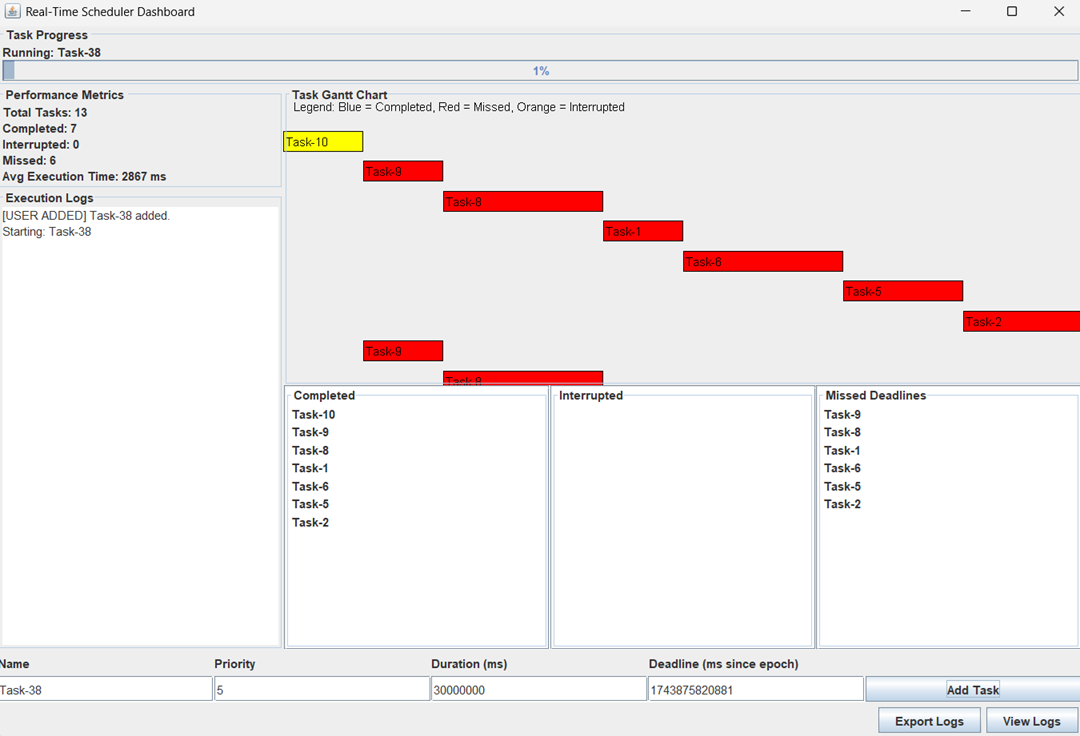 Real-Time Scheduler Dashboard
Task Progress
Running: Task-38
1%
Performance Metrics
Total Tasks: 13
Completed: 7
Interrupted: 0
Missed: 6
Avg Execution Time: 2867 ms
Execution Logs
[USER ADDED] Task-38 added.
Starting: Task-38
Task Gantt Chart
Legend: Blue = Completed, Red = Missed, Orange = Interrupted
Task-10
Task-9
Task-8
Task-1
Task-6
Task-5
Task-2
Task-9
Task-8
Completed
Task-10
Task-9
Task-8
Task-1
Task-6
Task-5
Task-2
Interrupted
Missed Deadlines
Task-9
Task-8
Task-1
Task-6
Task-5
Task-2
Name
Priority
Duration (ms)
Deadline (ms since epoch)
Task-38
5
30000000
1743875820881
Add Task
Export Logs
View Logs